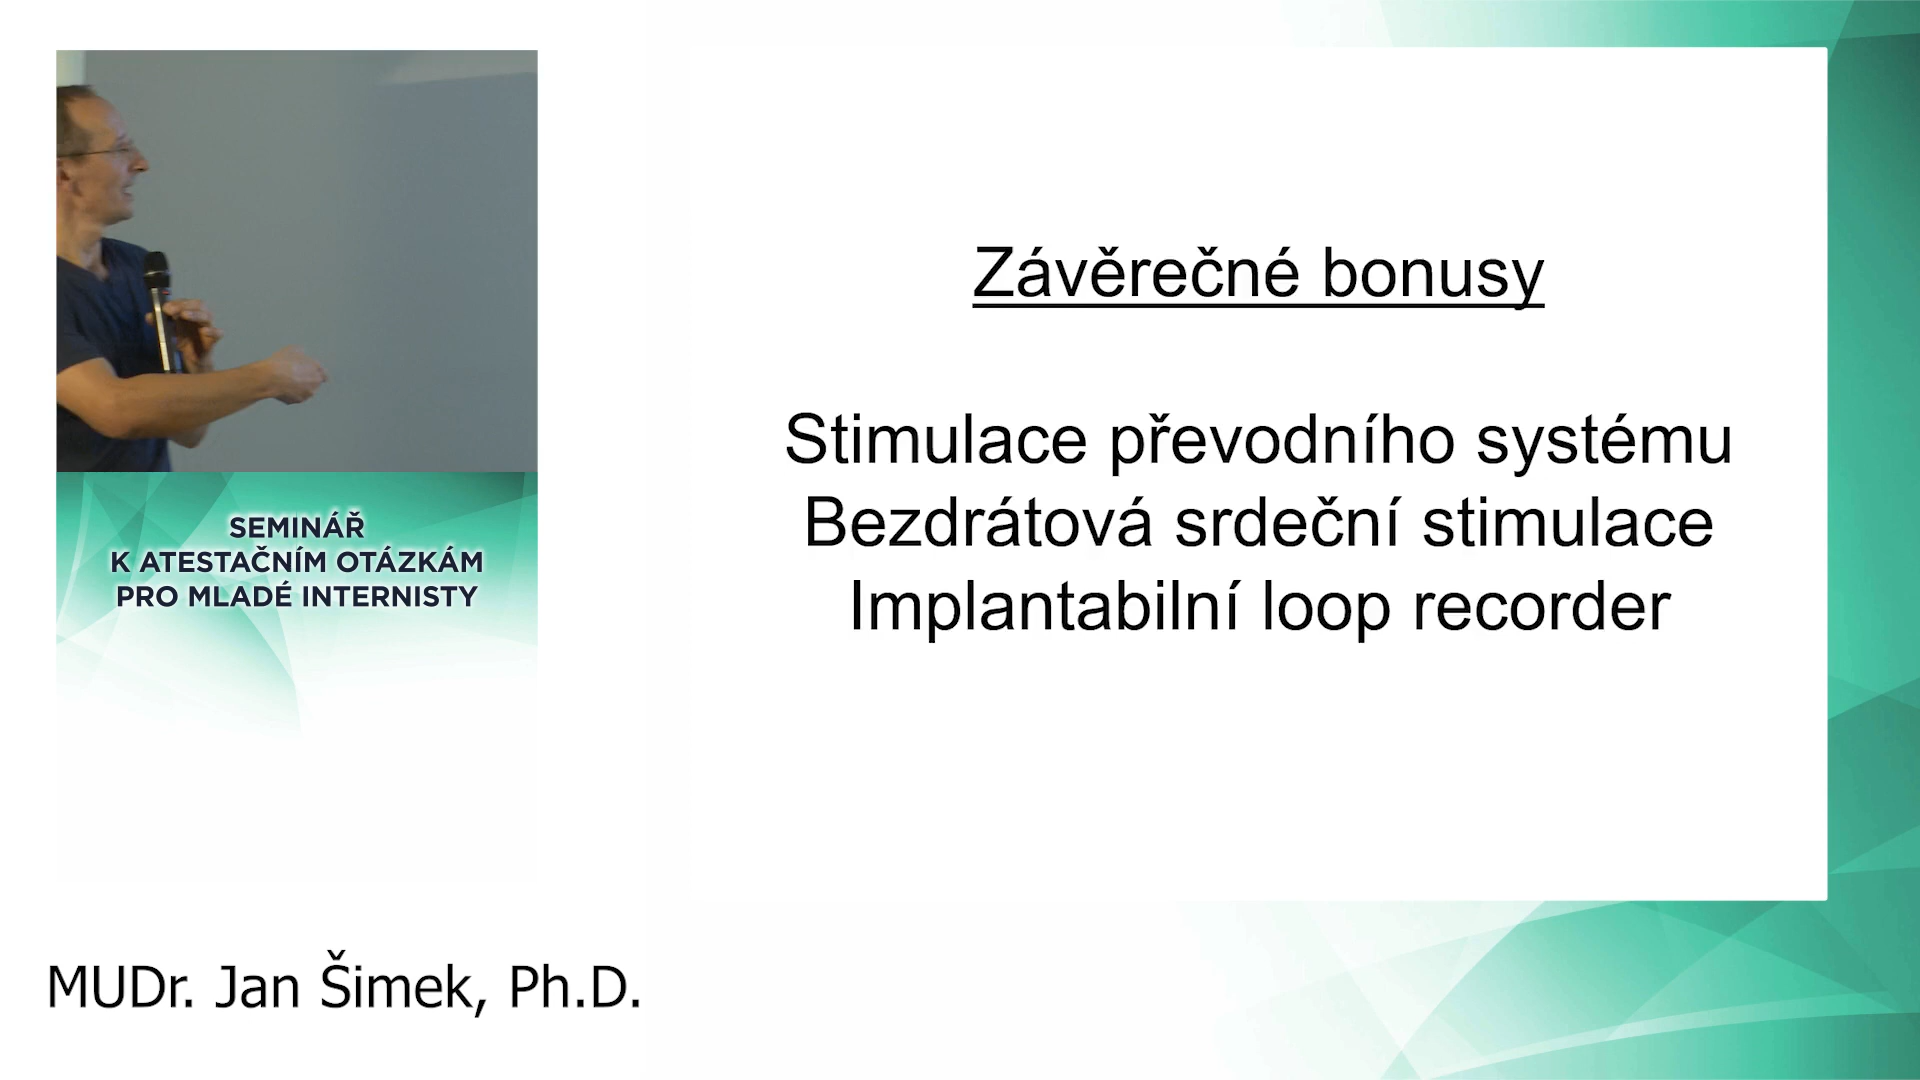 SEMINÁŘ
K ATESTAČNÍM OTÁZKÁM
PRO MLADÉ INTERNISTY
MUDr. Jan Šimek, Ph.D.
Závěrečné bonusy
Stimulace převodního systému
Bezdrátová srdeční stimulace
Implantabilní loop recorder